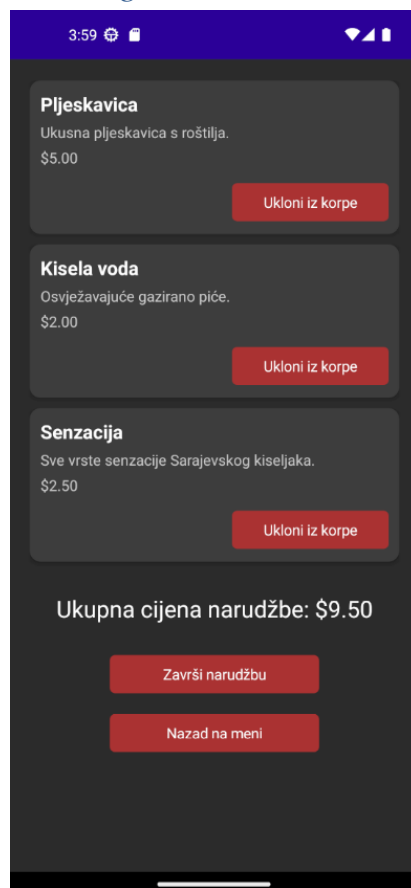 3:59
Pljeskavica
Ukusna pljeskavica s roštilja.
$5.00
Ukloni iz korpe
Kisela voda
Osvježavajuće gazirano piće.
$2.00
Ukloni iz korpe
Senzacija
Sve vrste senzacije Sarajevskog kiseljaka.
$2.50
Ukloni iz korpe
Ukupna cijena narudžbe: $9.50
Završi narudžbu
Nazad na meni